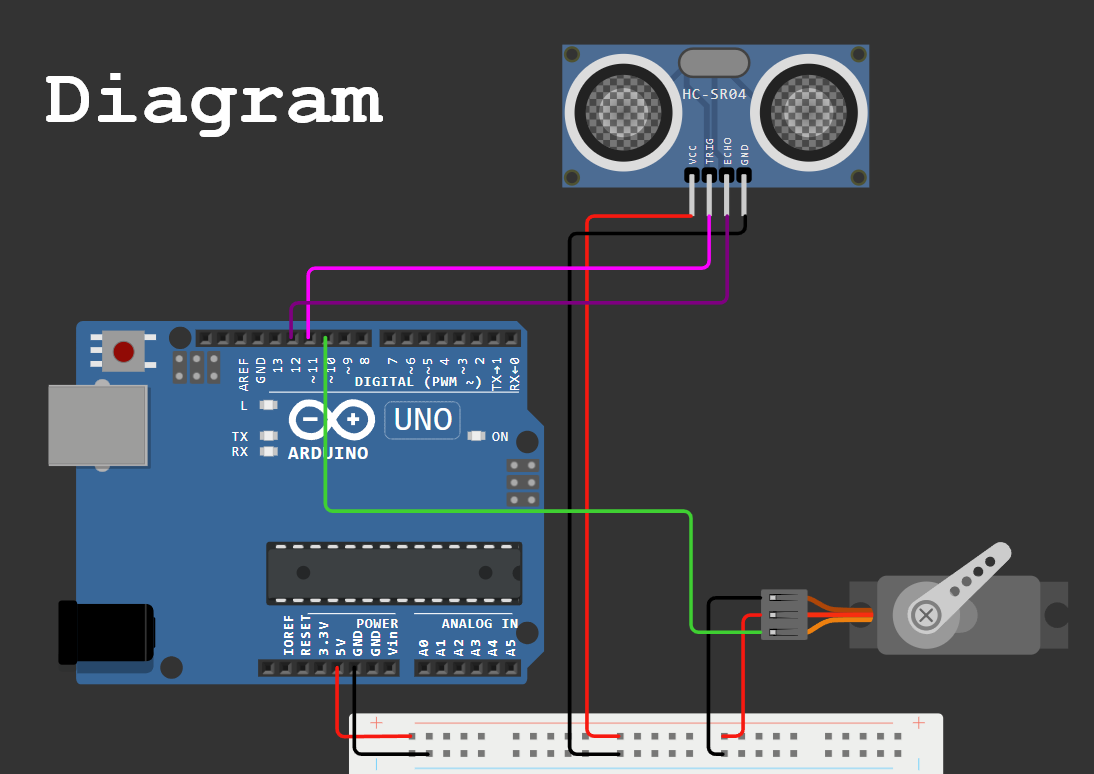 Diagram
HC-SR04
VCC
TRIG
ECHO
GND
AREF
GND
13
12
~11
~10
~9
8
7
~6
~5
4
~3
2
TX→1
RX←0
DIGITAL (PWM ~)
L
TX
RX
UNO
ON
ARDUINO
POWER
ANALOG IN
IOREF
RESET
3.3V
5V
GND
GND
Vin
A0
A1
A2
A3
A4
A5